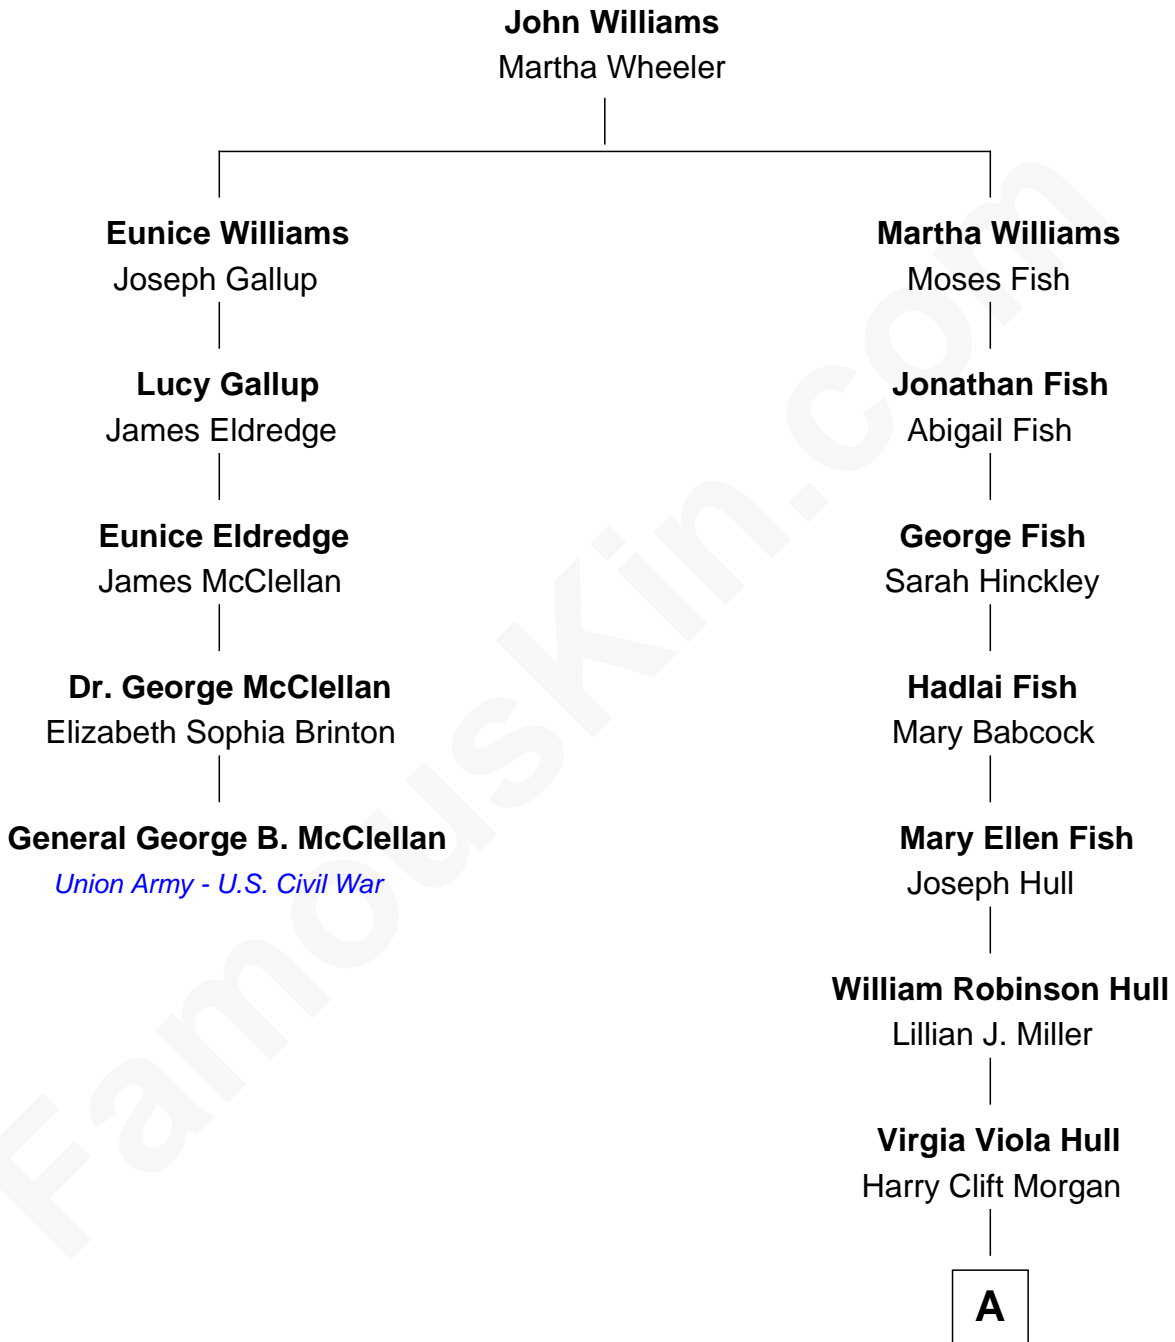 John Williams
Martha Wheeler
Eunice Williams
Joseph Gallup
Lucy Gallup
James Eldredge
Eunice Eldredge
James McClellan
Dr. George McClellan
Elizabeth Sophia Brinton
General George B. McClellan
Union Army - U.S. Civil War
Martha Williams
Moses Fish
Jonathan Fish
Abigail Fish
George Fish
Sarah Hinckley
Hadlai Fish
Mary Babcock
Mary Ellen Fish
Joseph Hull
William Robinson Hull
Lillian J. Miller
Virgia Viola Hull
Harry Clift Morgan
A
FamousKin.com